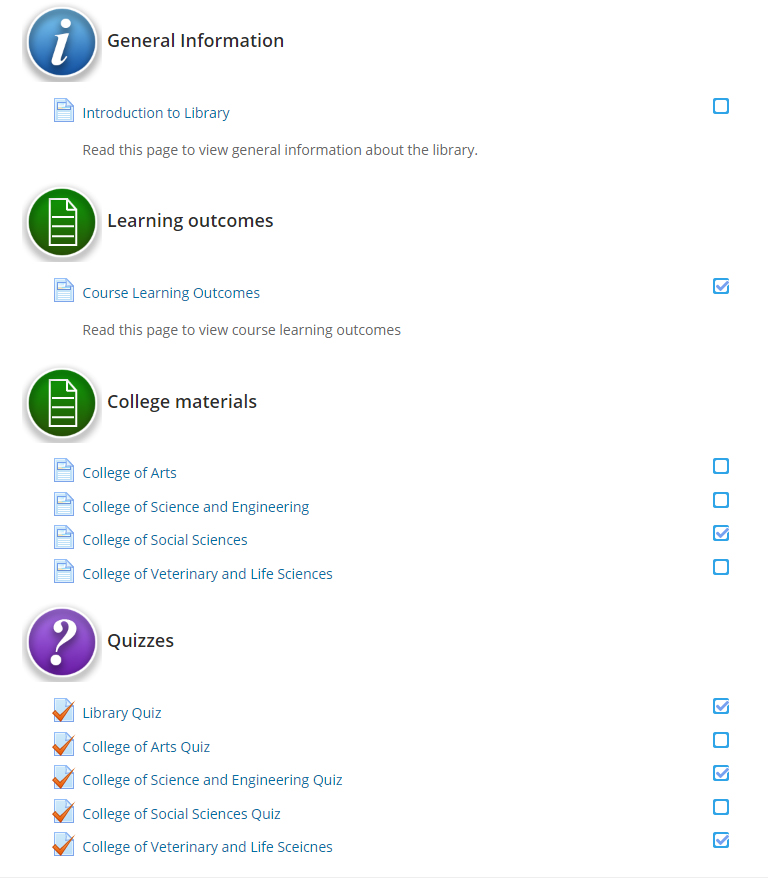 General Information
Introduction to Library
Read this page to view general information about the library.
Learning outcomes
Course Learning Outcomes
Read this page to view course learning outcomes
College materials
College of Arts
College of Science and Engineering
College of Social Sciences
College of Veterinary and Life Sciences
Quizzes
Library Quiz
College of Arts Quiz
College of Science and Engineering Quiz
College of Social Sciences Quiz
College of Veterinary and Life Sceicnes